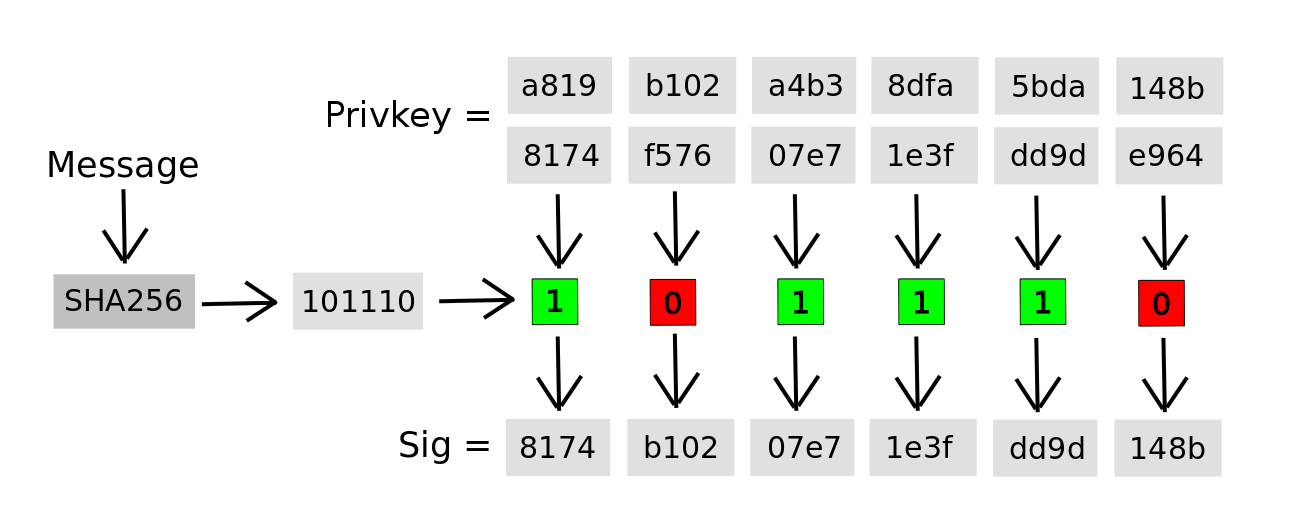 a819 b102 a4b3 8dfa 5bda 148b
Privkey =
8174 f576 07e7 1e3f dd9d e964
Message
SHA256 101110 1 0 1 1 1 0
Sig = 8174 b102 07e7 1e3f dd9d 148b